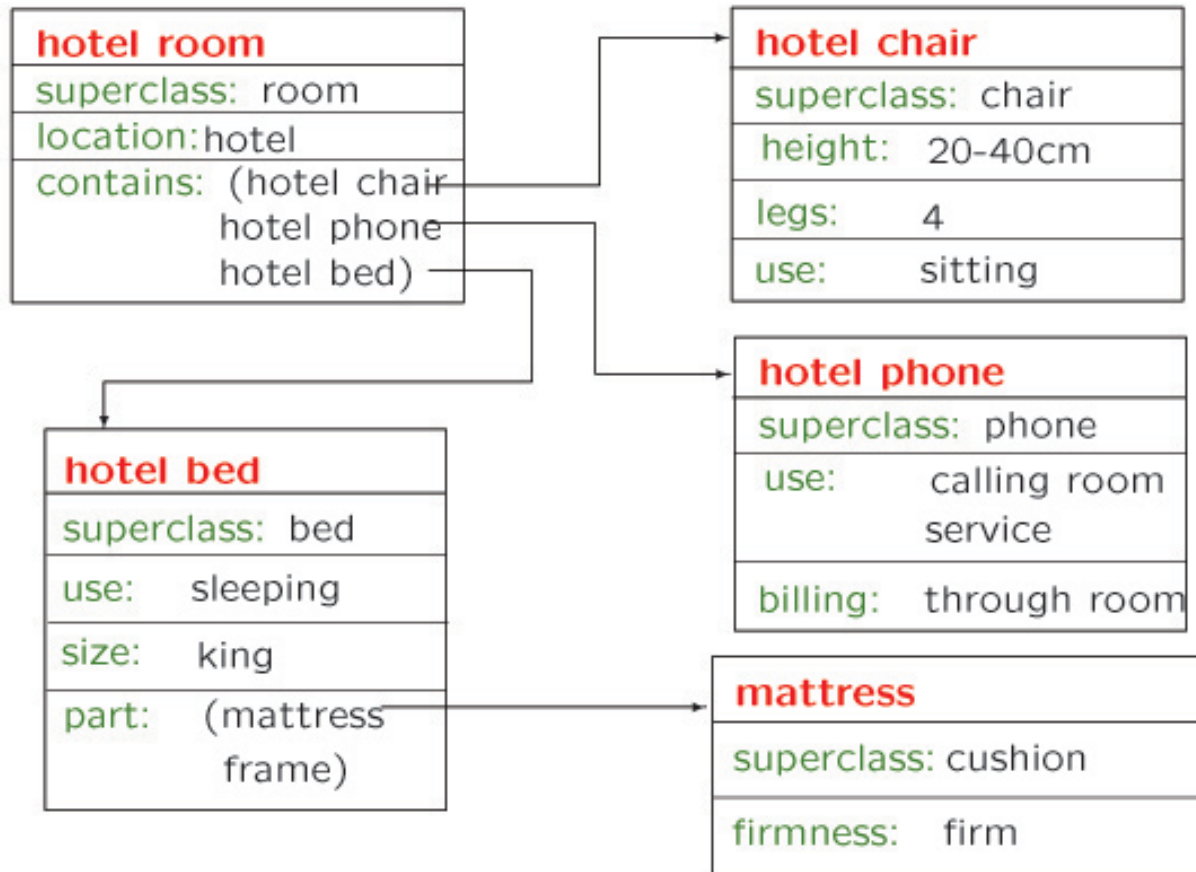 hotel room
superclass: room
location: hotel
contains: (hotel chair
hotel phone
hotel bed)
hotel chair
superclass: chair
height: 20-40cm
legs: 4
use: sitting
hotel phone
superclass: phone
use: calling room
service
billing: through room
hotel bed
superclass: bed
use: sleeping
size: king
part: (mattress
frame)
mattress
superclass: cushion
firmness: firm